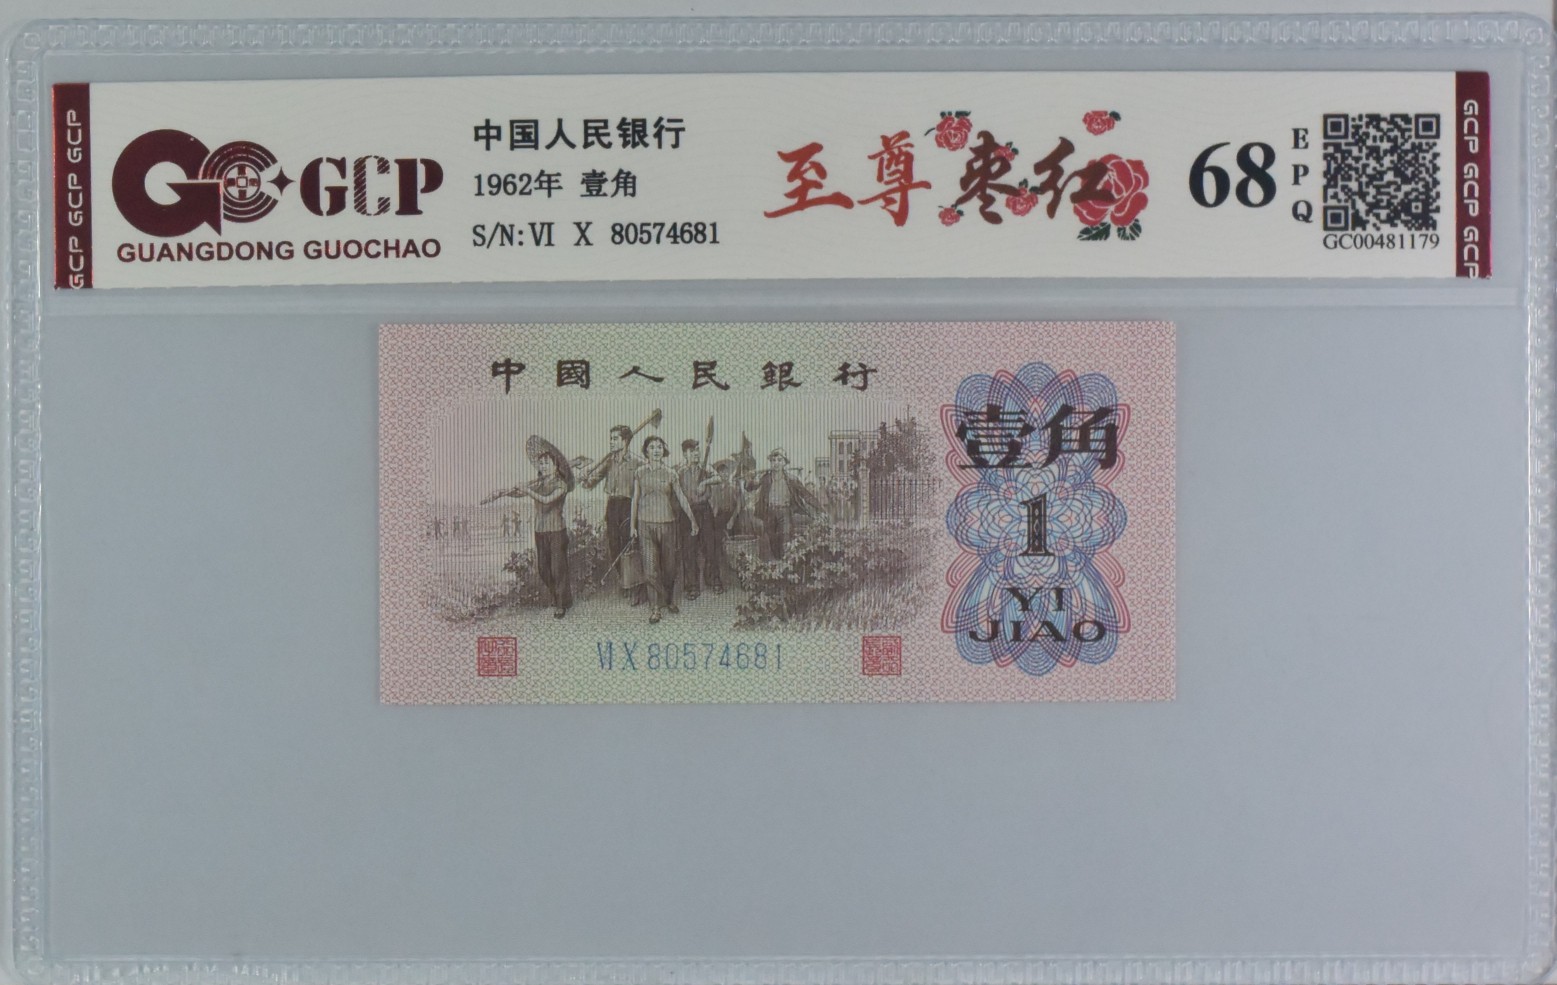 GCP GCP GCP
GCP
GUANGDONG GUOCHAO
中国人民银行
1962年 壹角
S/N:Ⅵ X 80574681
至尊枣红
68
EPQ
GC00481179
GCP GCP GCP
中國人民銀行
壹角
1
YI
JIAO
ⅥX80574681